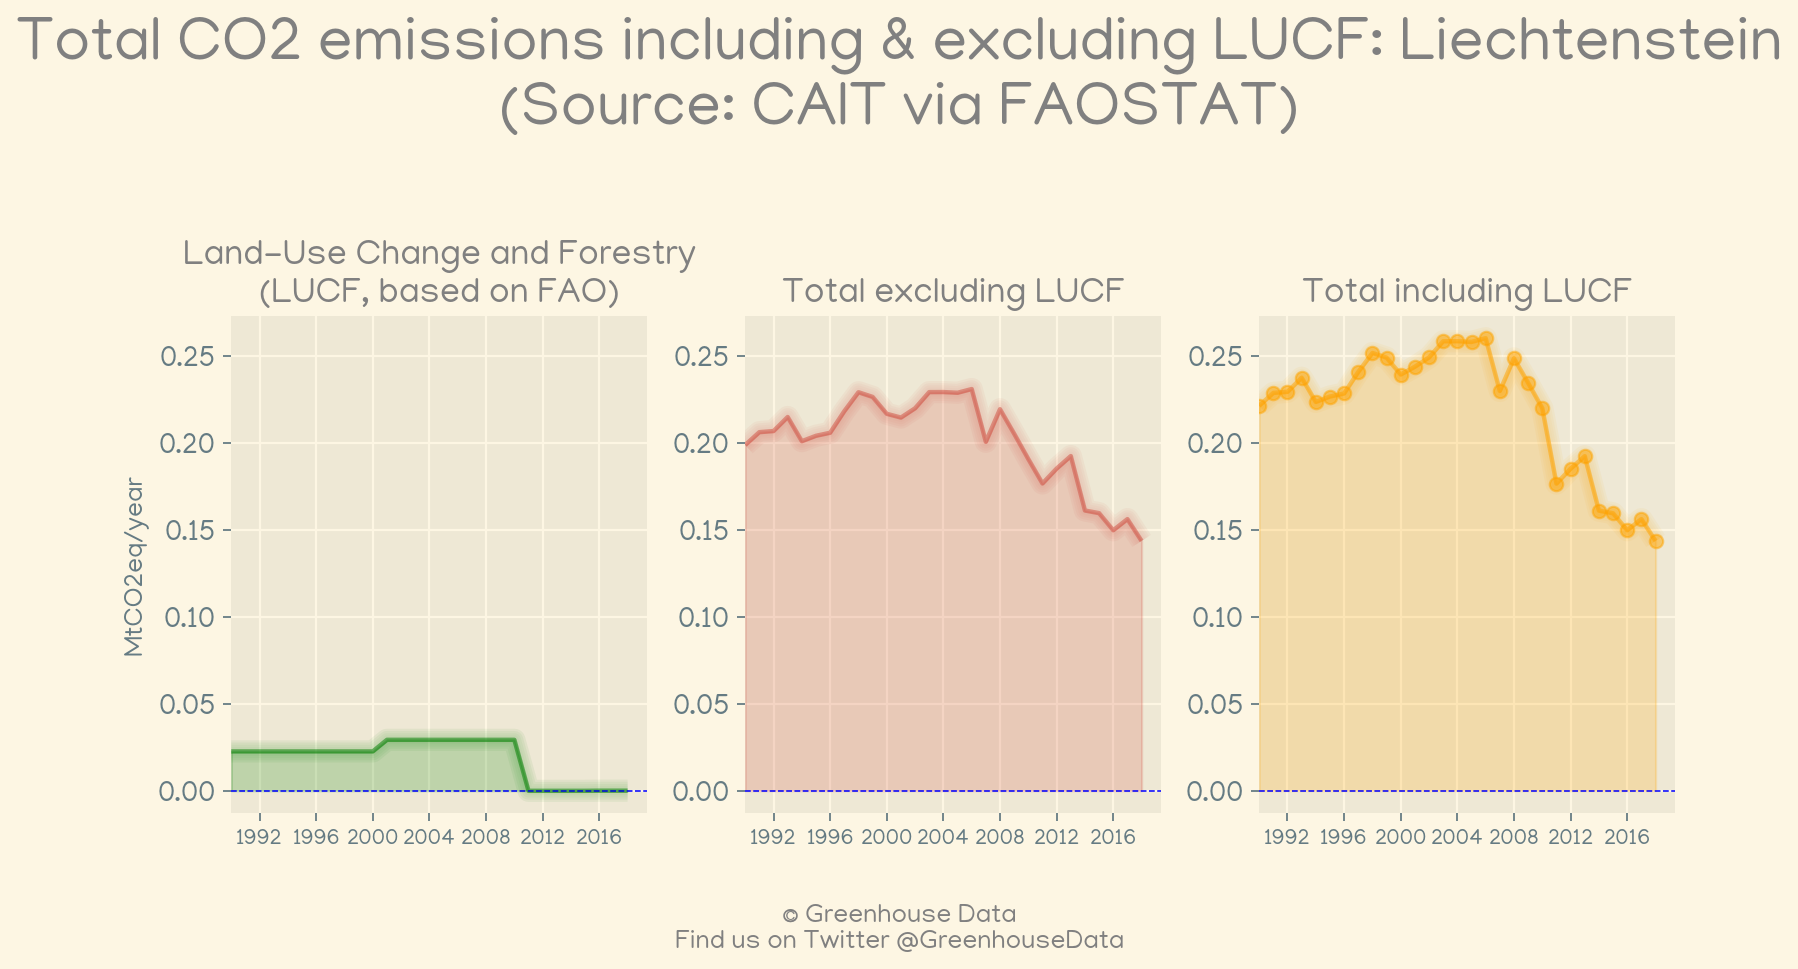 Total CO2 emissions including & excluding LUCF: Liechtenstein
(Source: CAIT via FAOSTAT)
Land-Use Change and Forestry
(LUCF, based on FAO)
Total excluding LUCF
Total including LUCF
MtCO2eq/year
0.25
0.20
0.15
0.10
0.05
0.00
1992 1996 2000 2004 2008 2012 2016
0.25
0.20
0.15
0.10
0.05
0.00
1992 1996 2000 2004 2008 2012 2016
0.25
0.20
0.15
0.10
0.05
0.00
1992 1996 2000 2004 2008 2012 2016
© Greenhouse Data
Find us on Twitter @GreenhouseData